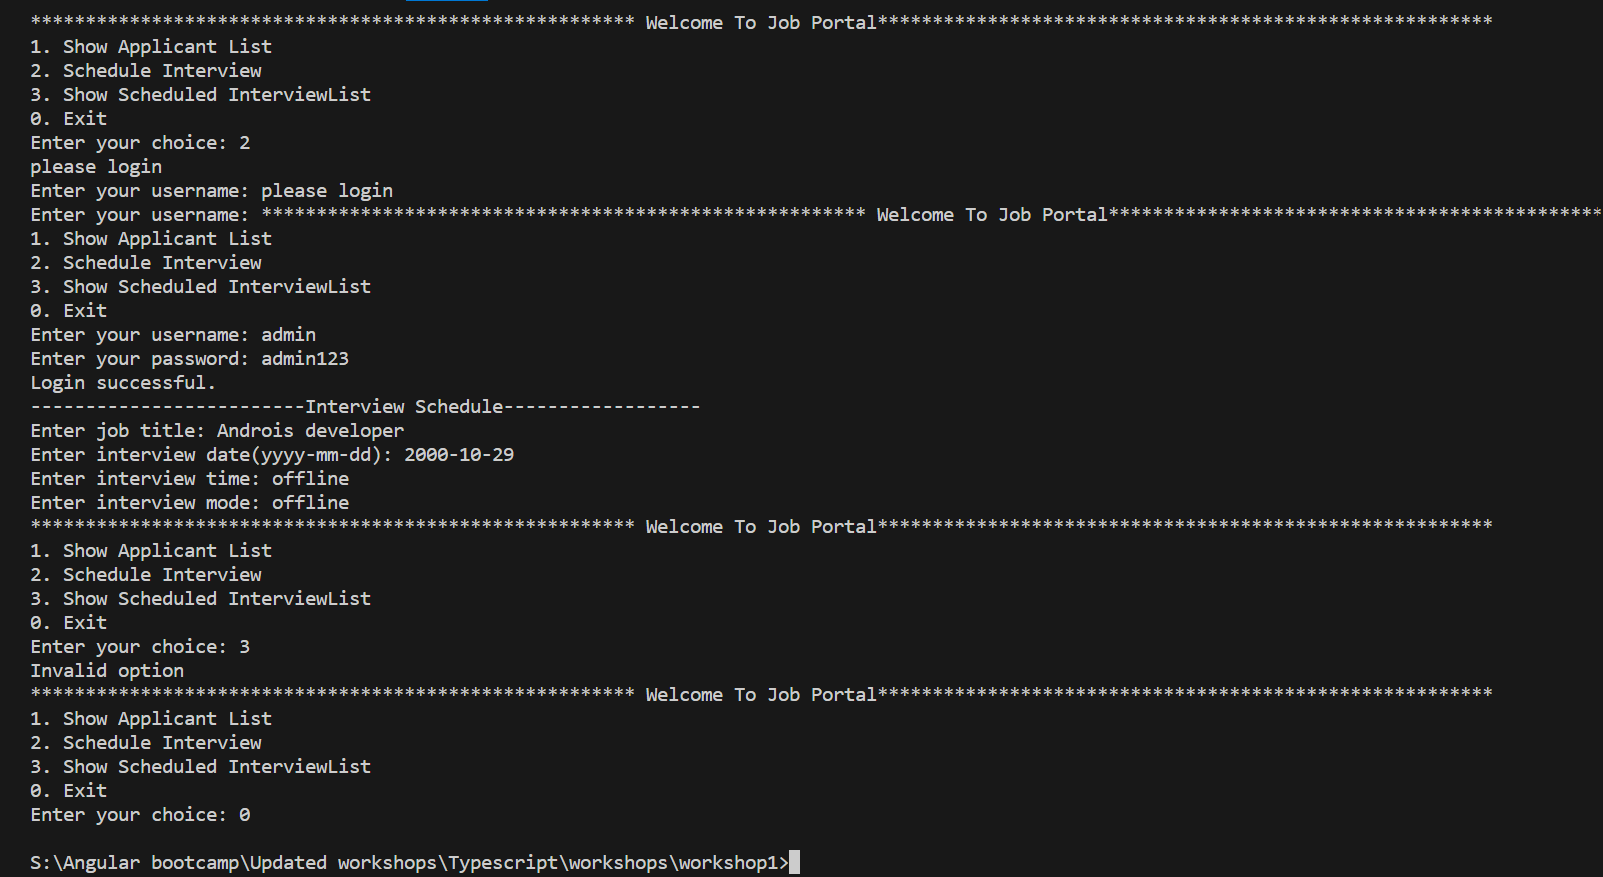 ******************************************************* Welcome To Job Portal********************************************************
1. Show Applicant List
2. Schedule Interview
3. Show Scheduled InterviewList
0. Exit
Enter your choice: 2
please login
Enter your username: please login
Enter your username: ******************************************************* Welcome To Job Portal*********************************************
1. Show Applicant List
2. Schedule Interview
3. Show Scheduled InterviewList
0. Exit
Enter your username: admin
Enter your password: admin123
Login successful.
-------------------------Interview Schedule------------------
Enter job title: Androis developer
Enter interview date(yyyy-mm-dd): 2000-10-29
Enter interview time: offline
Enter interview mode: offline
******************************************************* Welcome To Job Portal********************************************************
1. Show Applicant List
2. Schedule Interview
3. Show Scheduled InterviewList
0. Exit
Enter your choice: 3
Invalid option
******************************************************* Welcome To Job Portal********************************************************
1. Show Applicant List
2. Schedule Interview
3. Show Scheduled InterviewList
0. Exit
Enter your choice: 0
S:\Angular bootcamp\Updated workshops\Typescript\workshops\workshop1>